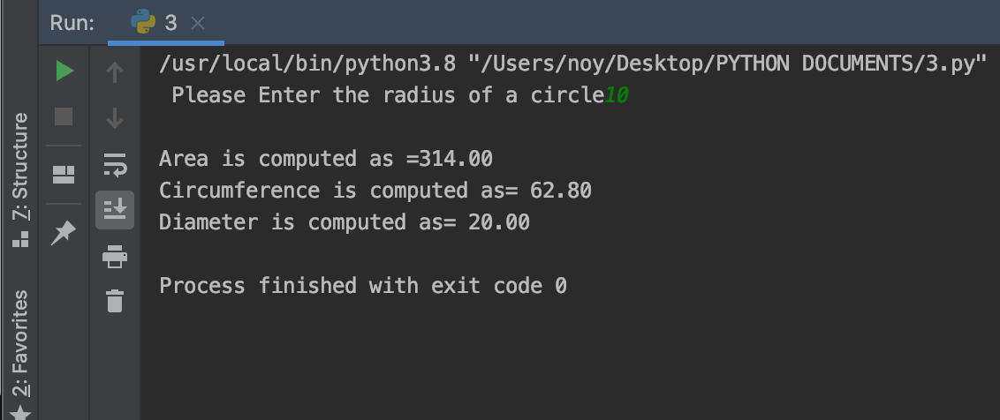 Run: 3
/usr/local/bin/python3.8 "/Users/noy/Desktop/PYTHON DOCUMENTS/3.py"
Please Enter the radius of a circle10
Area is computed as =314.00
Circumference is computed as= 62.80
Diameter is computed as= 20.00
Process finished with exit code 0
7: Structure
2: Favorites